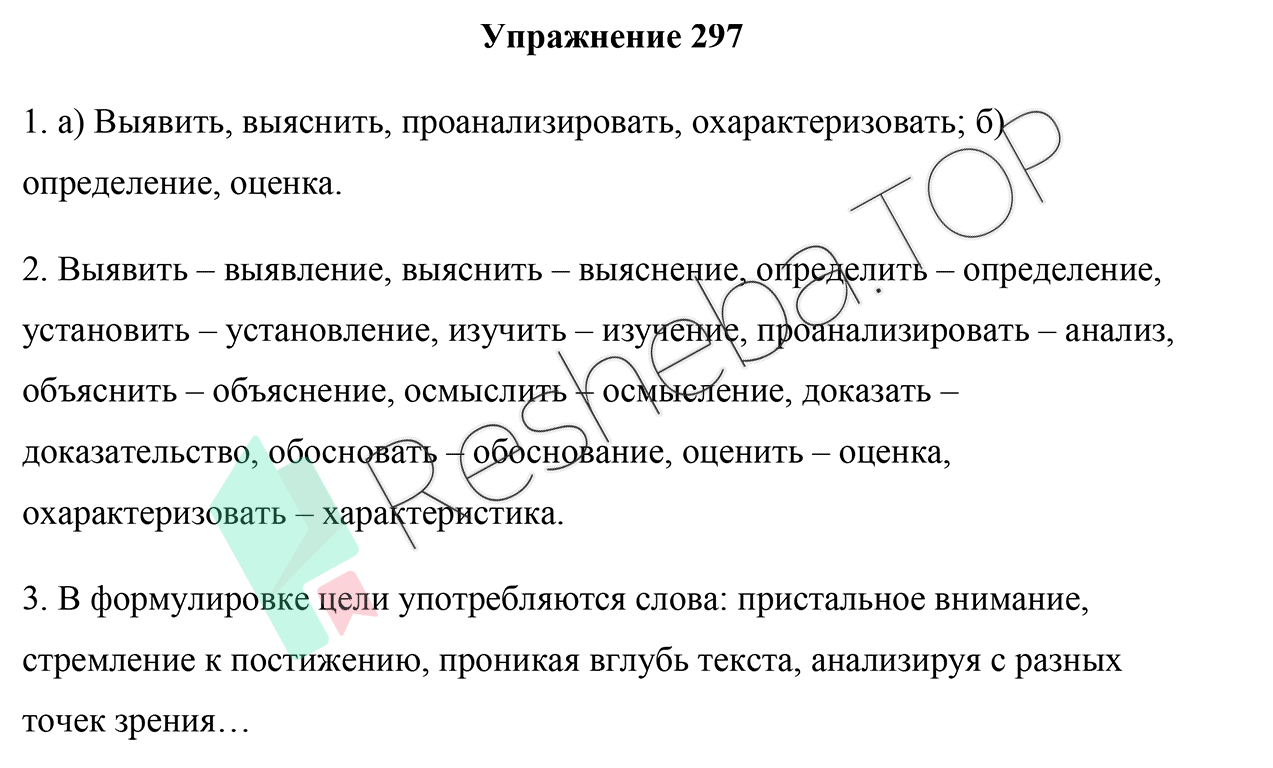 Упражнение 297
1. а) Выявить, выяснить, проанализировать, охарактеризовать; б)
определение, оценка.
2. Выявить – выявление, выяснить – выяснение, определить – определение,
установить – установление, изучить – изучение, проанализировать – анализ,
объяснить – объяснение, осмыслить – осмысление, доказать –
доказательство, обосновать – обоснование, оценить – оценка,
охарактеризовать – характеристика.
3. В формулировке цели употребляются слова: пристальное внимание,
стремление к постижению, проникая вглубь текста, анализируя с разных
точек зрения…
Resheba.TOP